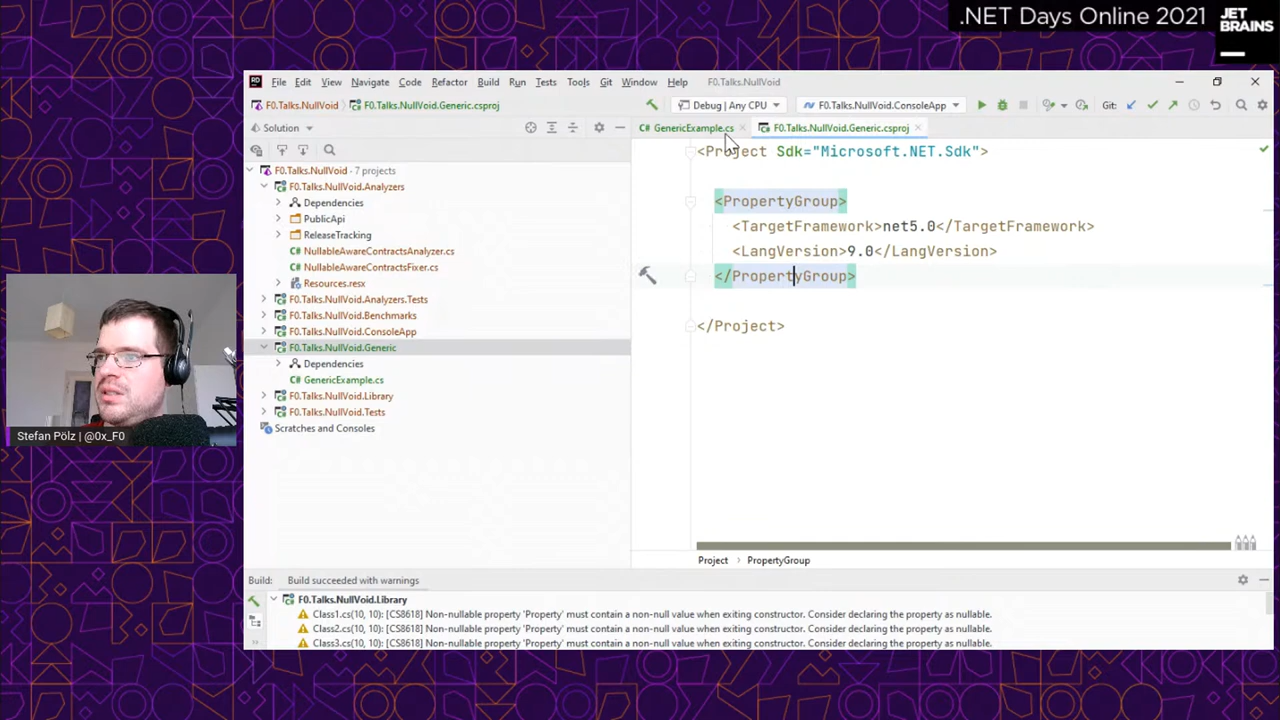 .NET Days Online 2021
JET
BRAINS
RD
File Edit View Navigate Code Refactor Build Run Tests Tools Git Window Help F0.Talks.NullVoid
F0.Talks.NullVoid F0.Talks.NullVoid.Generic.csproj Debug | Any CPU F0.Talks.NullVoid.ConsoleApp Git:
Solution
C# GenericExample.cs F0.Talks.NullVoid.Generic.csproj
F0.Talks.NullVoid · 7 projects
F0.Talks.NullVoid.Analyzers
Dependencies
PublicApi
ReleaseTracking
C# NullableAwareContractsAnalyzer.cs
C# NullableAwareContractsFixer.cs
Resources.resx
F0.Talks.NullVoid.Analyzers.Tests
F0.Talks.NullVoid.Benchmarks
F0.Talks.NullVoid.ConsoleApp
F0.Talks.NullVoid.Generic
Dependencies
C# GenericExample.cs
F0.Talks.NullVoid.Library
F0.Talks.NullVoid.Tests
Scratches and Consoles
<Project Sdk="Microsoft.NET.Sdk">
<PropertyGroup>
<TargetFramework>net5.0</TargetFramework>
<LangVersion>9.0</LangVersion>
</PropertyGroup>
</Project>
Project > PropertyGroup
Stefan Pölz | @0x_F0
Build: Build succeeded with warnings
F0.Talks.NullVoid.Library
Class1.cs(10, 10): [CS8618] Non-nullable property 'Property' must contain a non-null value when exiting constructor. Consider declaring the property as nullable.
Class2.cs(10, 10): [CS8618] Non-nullable property 'Property' must contain a non-null value when exiting constructor. Consider declaring the property as nullable.
Class3.cs(10, 10): [CS8618] Non-nullable property 'Property' must contain a non-null value when exiting constructor. Consider declaring the property as nullable.